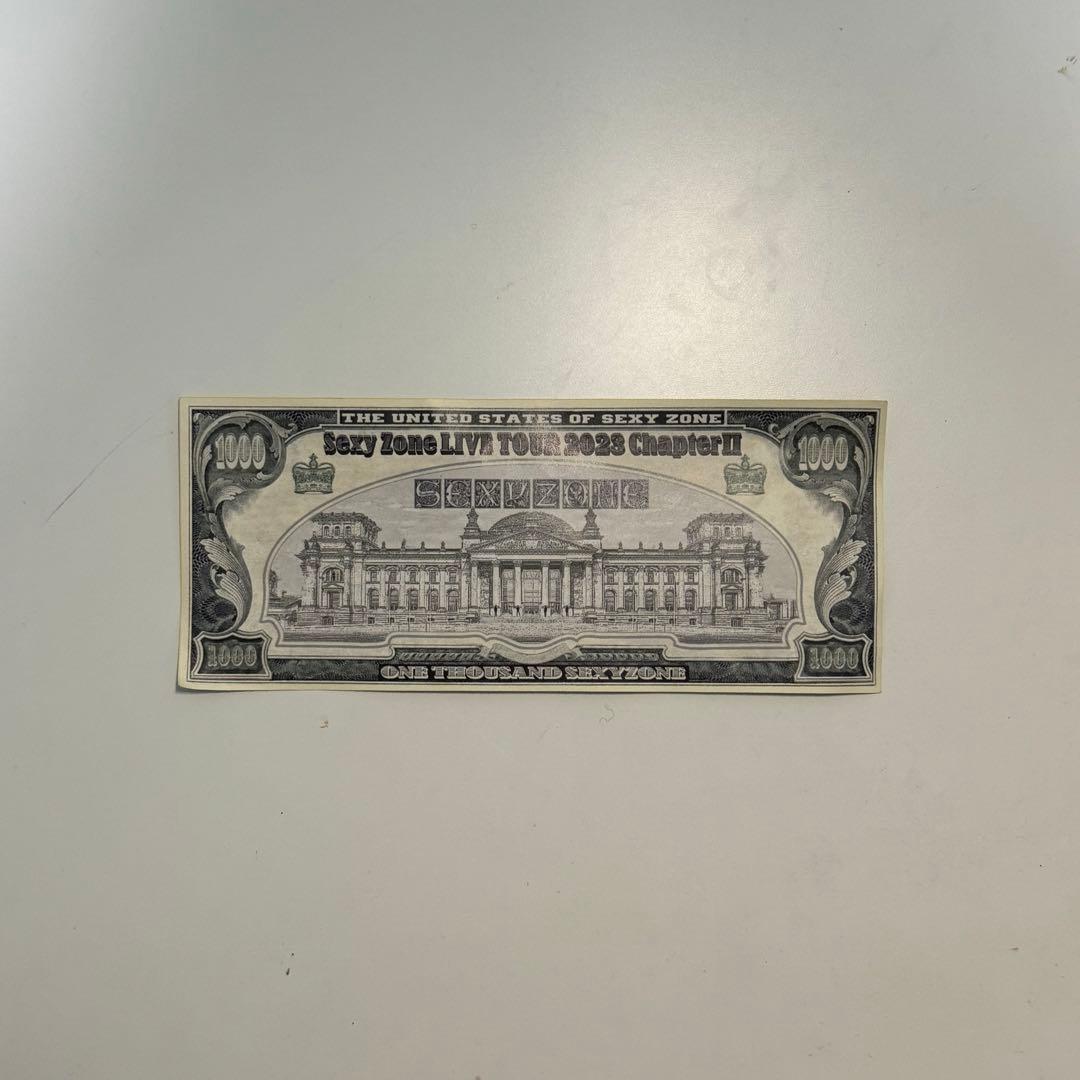 THE UNITED STATES OF SEXY ZONE
1000 Sexy Zone LIVE TOUR 2023 Chapter II 1000
SEXYZONE
1000 ONE THOUSAND SEXYZONE 1000